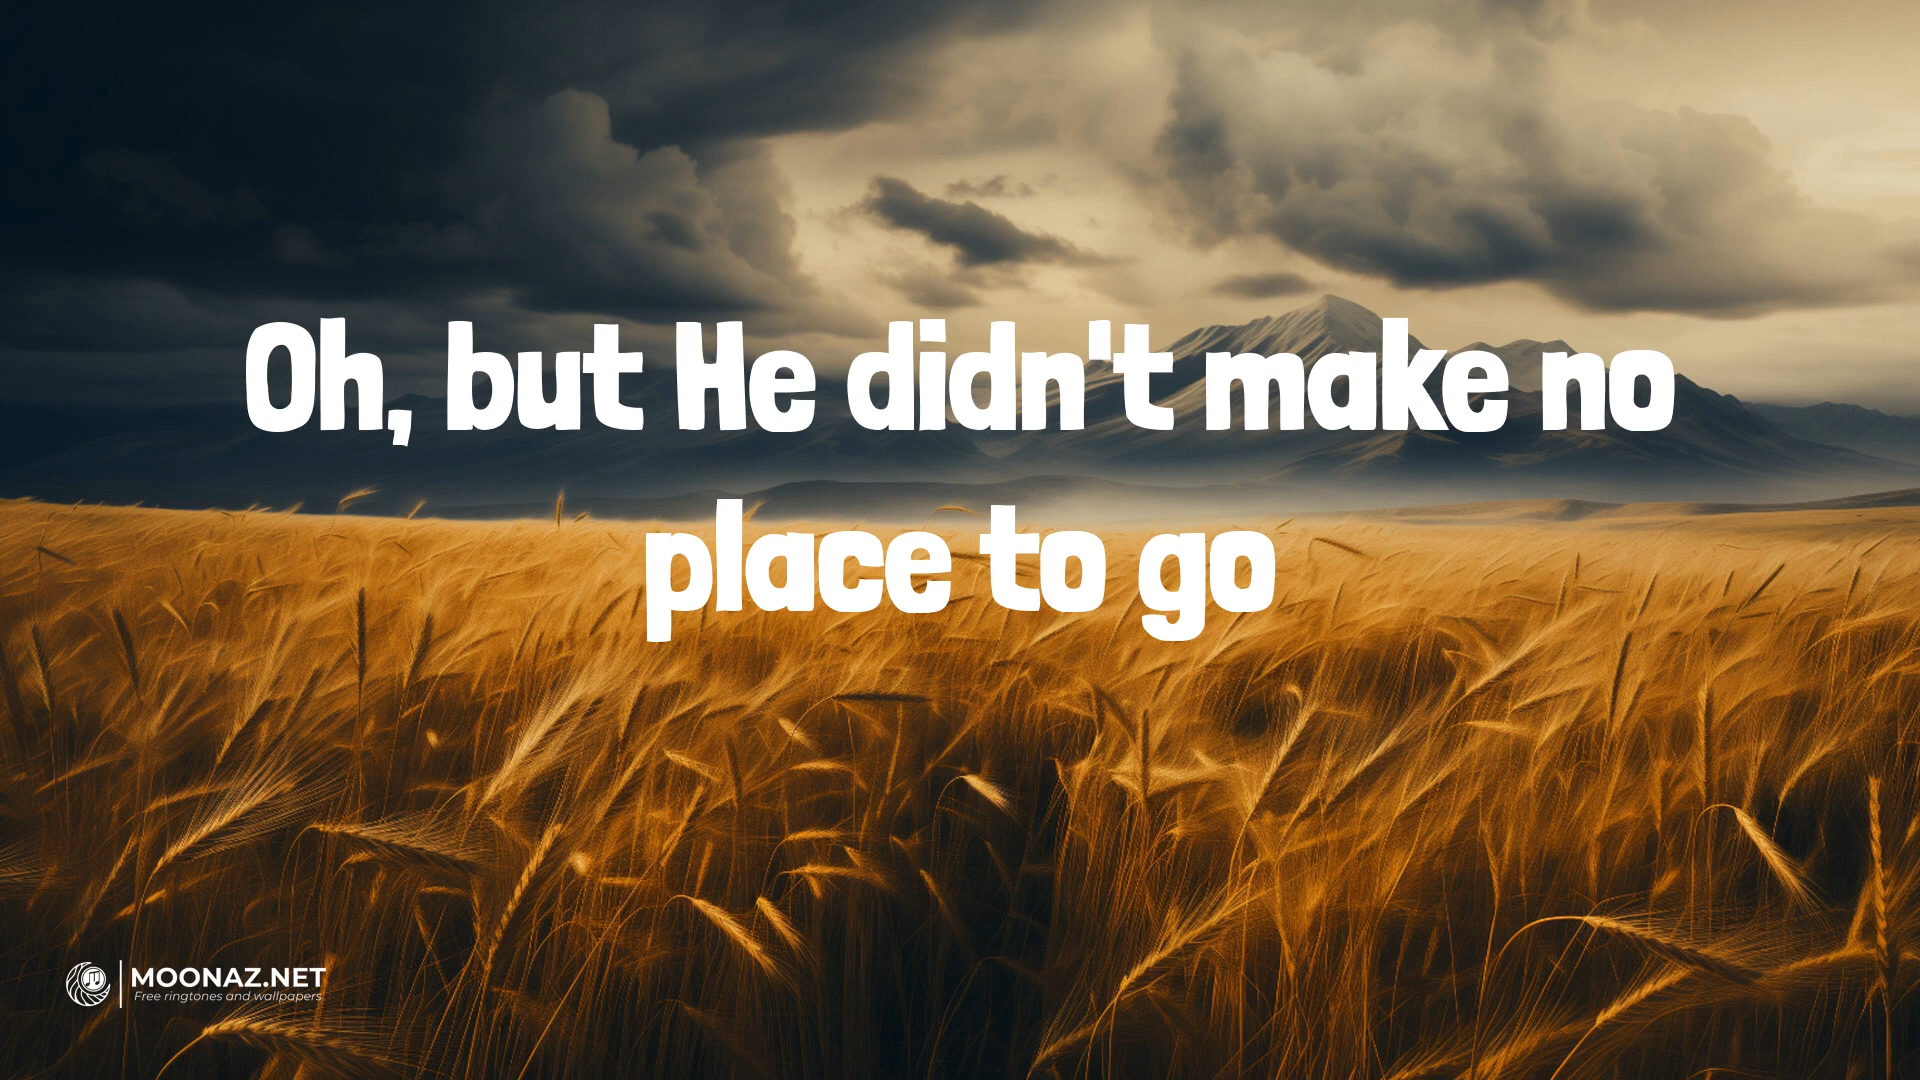 Oh, but He didn't make no
place to go
MOONAZ.NET
Free ringtones and wallpapers